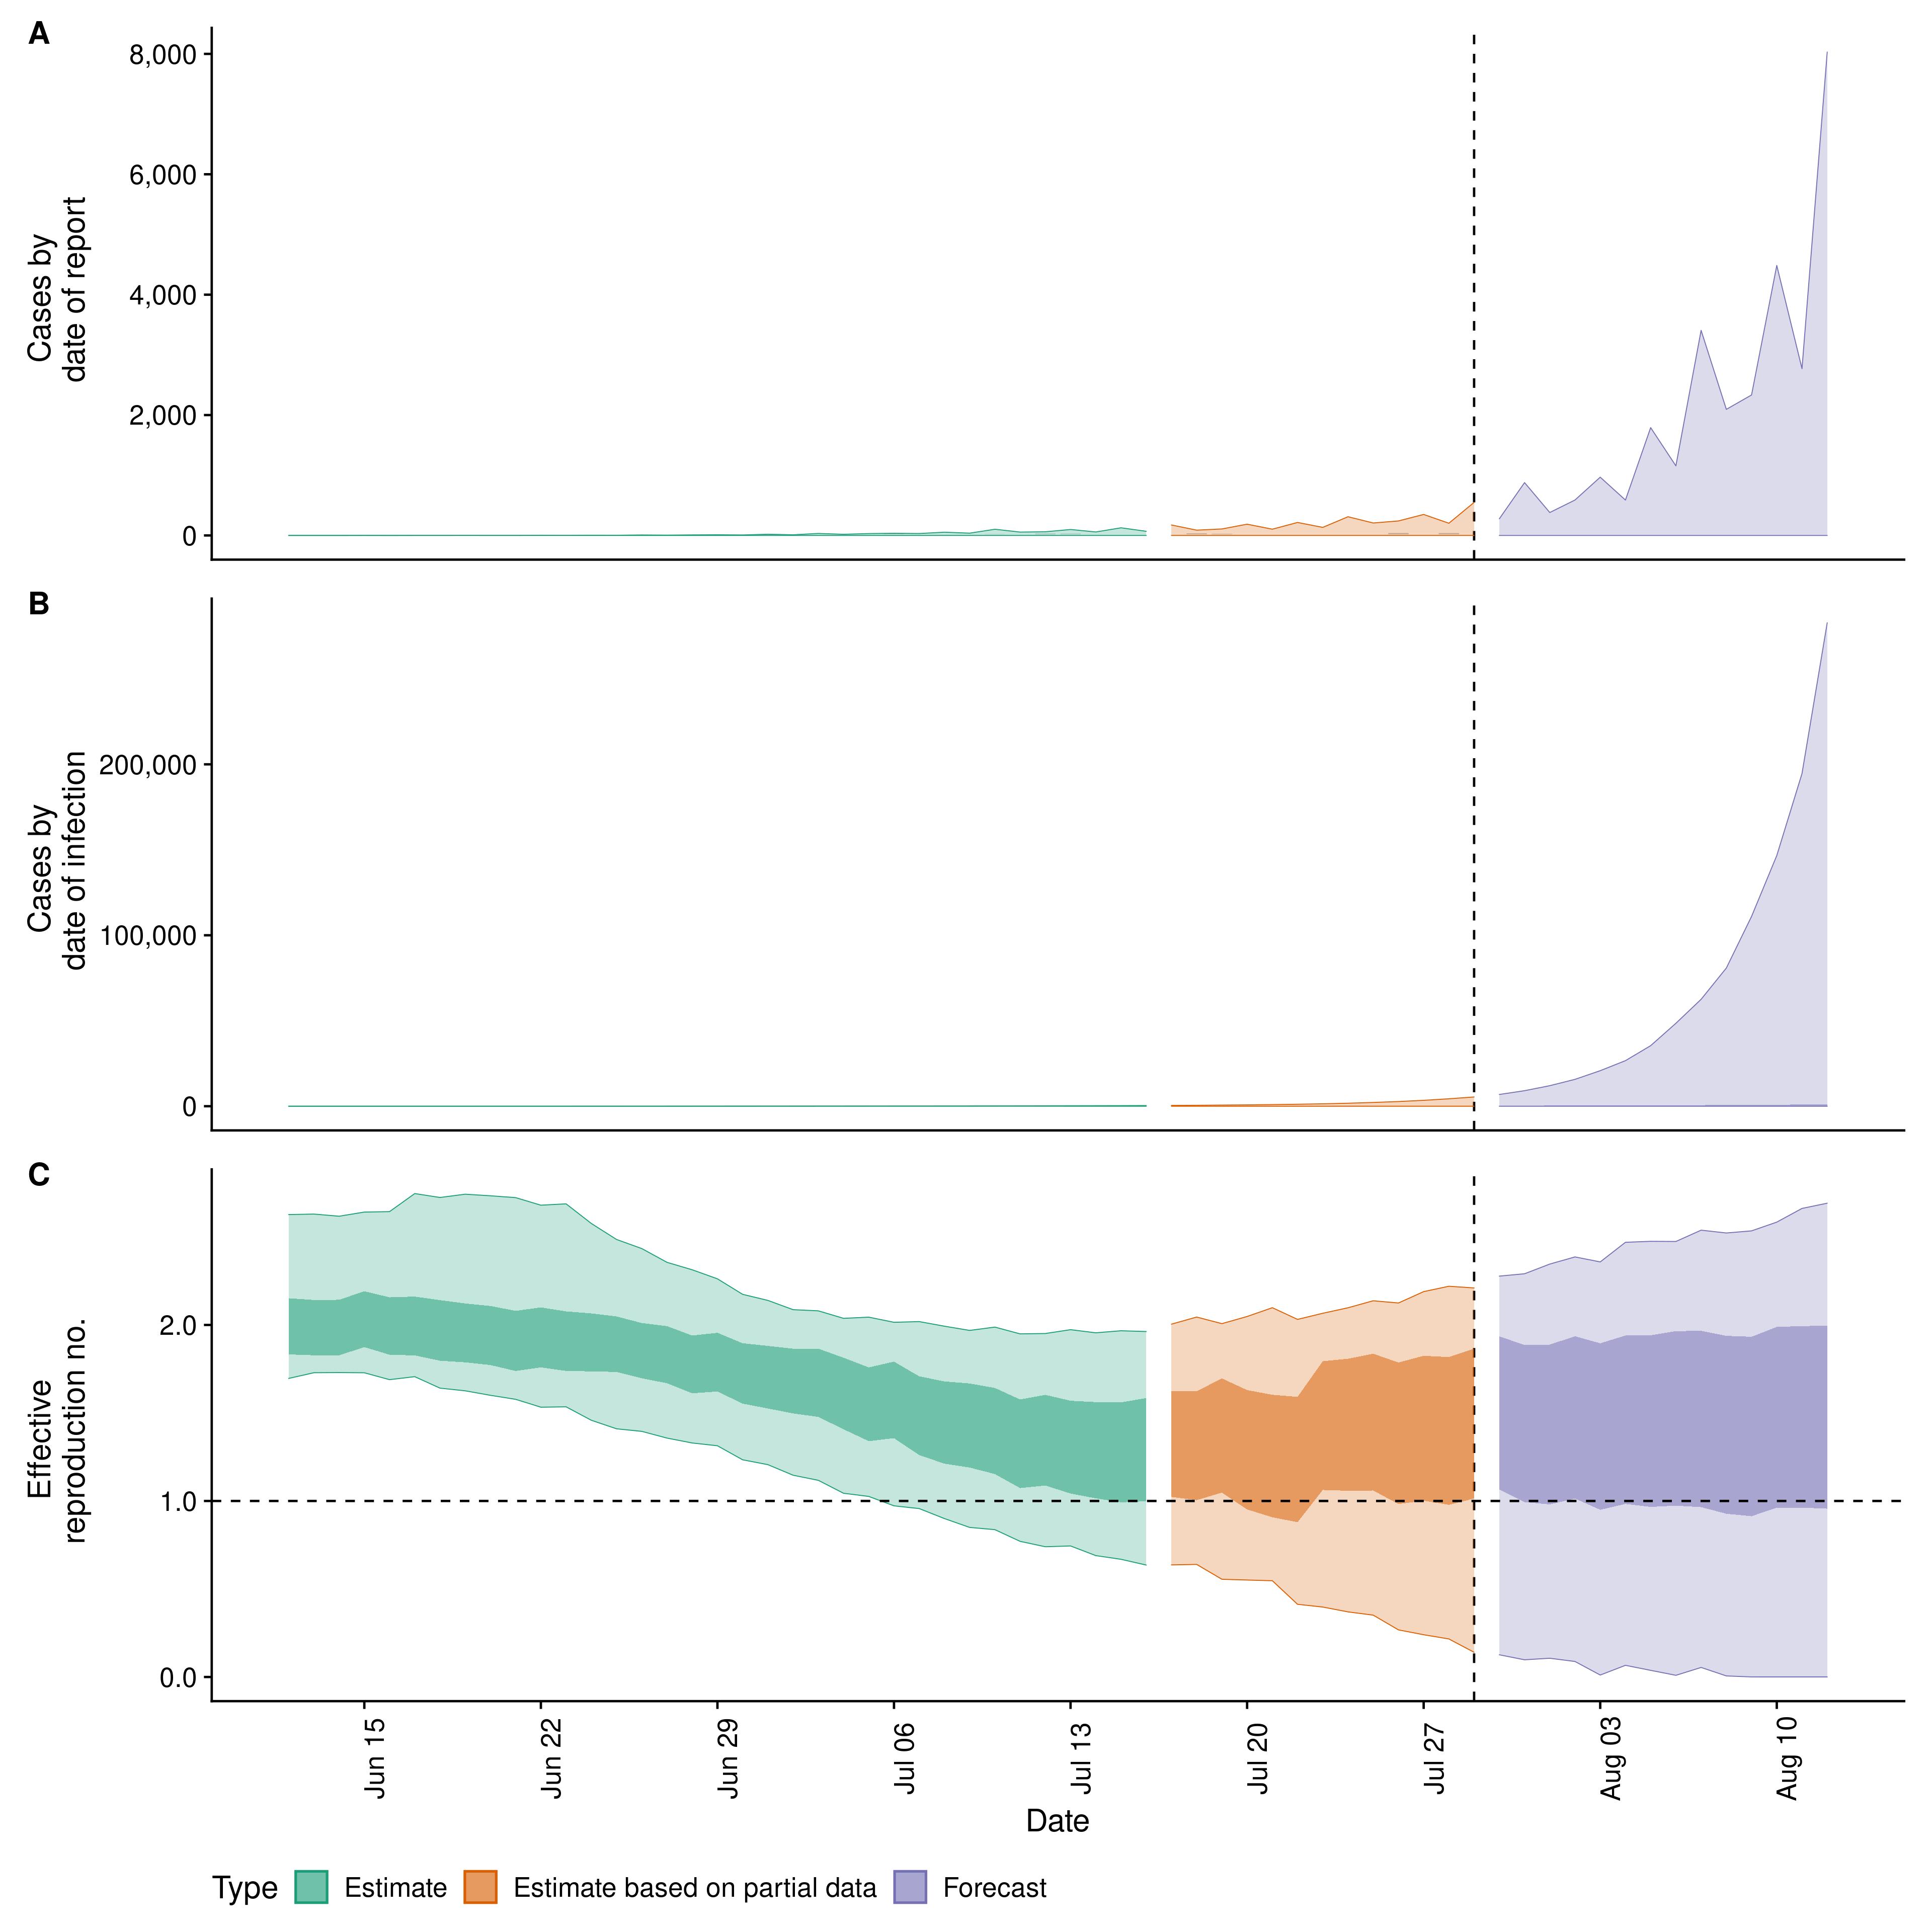 A
8,000
6,000
4,000
2,000
0
Cases by
date of report
B
200,000
100,000
0
Cases by
date of infection
C
2.0
1.0
0.0
Effective
reproduction no.
Jun 15
Jun 22
Jun 29
Jul 06
Jul 13
Jul 20
Jul 27
Aug 03
Aug 10
Date
Type Estimate Estimate based on partial data Forecast